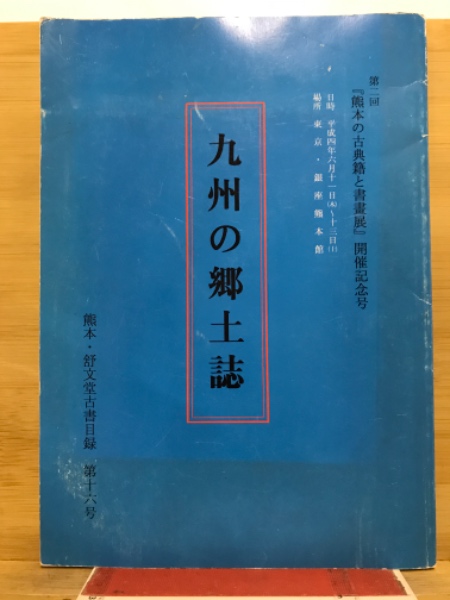 第二回
『熊本の古典籍と書畫展』開催記念号
日時 平成四年六月十一日(木)～十三日(土)
場所 東京・銀座熊本館
九州の郷土誌
熊本・舒文堂古書目録 第十六号